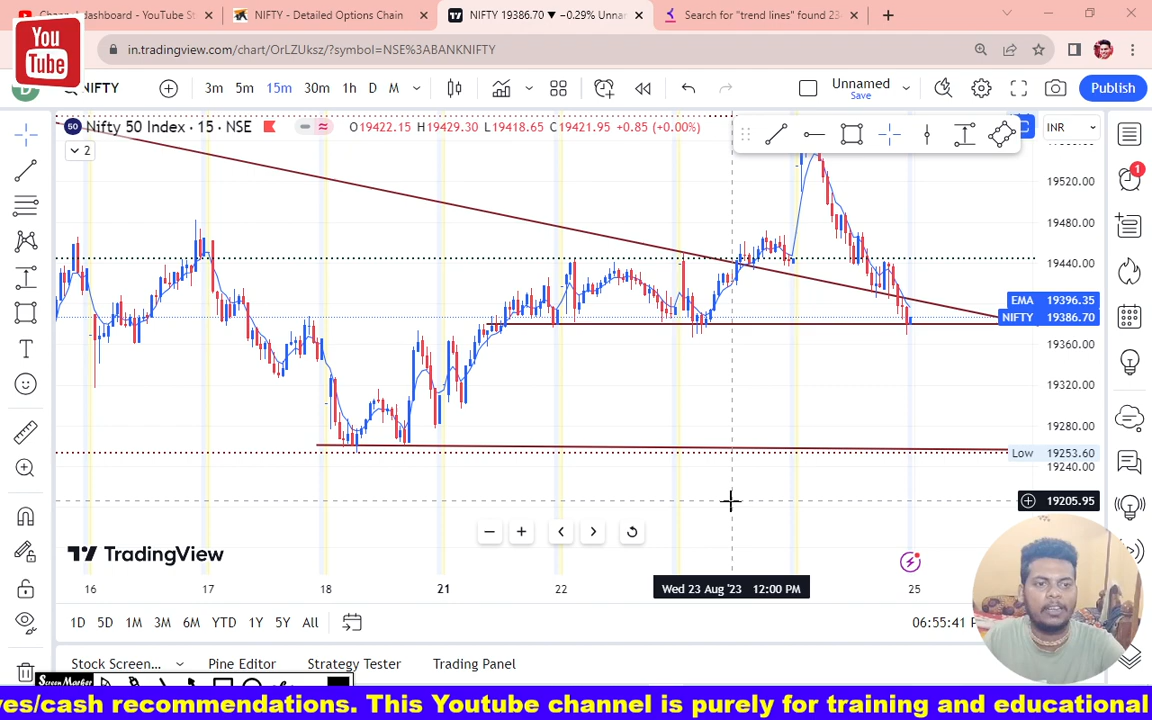 NIFTY - Detailed Options Chain
NIFTY 19386.70 ▼ −0.29% Unnar
Search for "trend lines" found 23
You
Tube
in.tradingview.com/chart/OrLZUksz/?symbol=NSE%3ABANKNIFTY
NIFTY
3m 5m 15m 30m 1h D M
Unnamed
Save
Publish
50 Nifty 50 Index · 15 · NSE
O19422.15 H19429.30 L19418.65 C19421.95 +0.85 (+0.00%)
INR
2
1
19520.00
19480.00
19440.00
EMA 19396.35
NIFTY 19386.70
19360.00
19320.00
19280.00
Low 19253.60
19240.00
19205.95
TradingView
16 17 18 21 22 Wed 23 Aug '23 12:00 PM 25
1D 5D 1M 3M 6M YTD 1Y 5Y All
06:55:41
Stock Screen... Pine Editor Strategy Tester Trading Panel
Screen Marker
es/cash recommendations. This Youtube channel is purely for training and educational